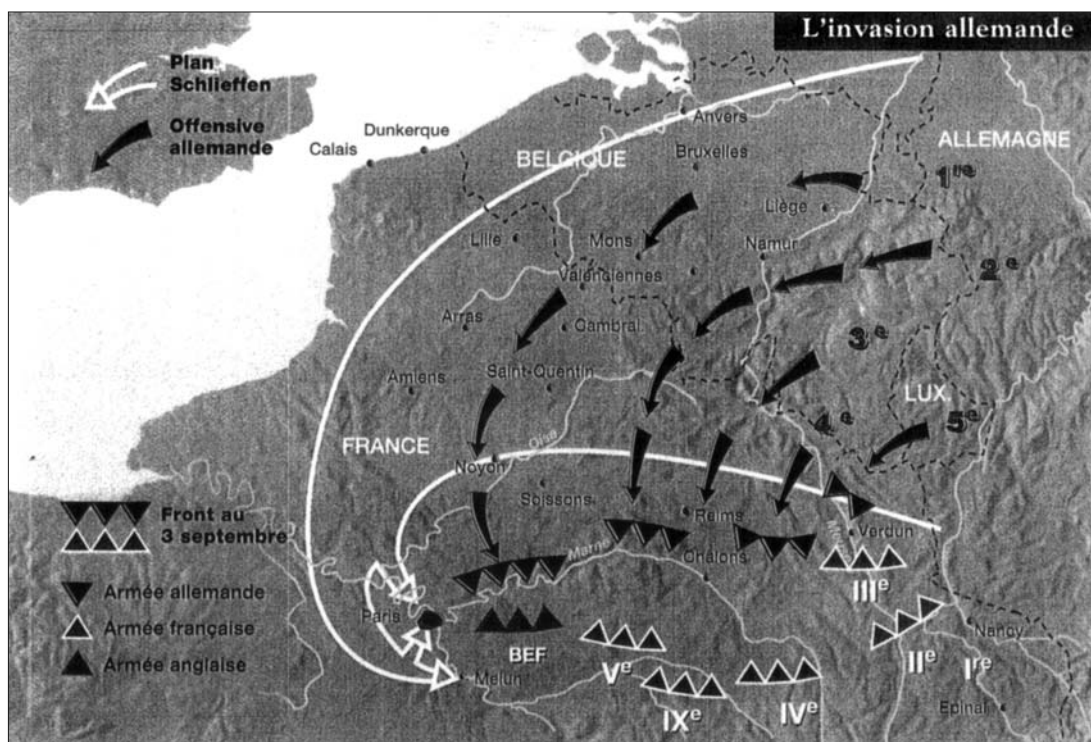 L'invasion allemande
Plan
Schlieffen
Offensive
allemande
Dunkerque
Calais
BELGIQUE
Anvers
Bruxelles
ALLEMAGNE
1re
Liège
Lille
Mons
Namur
Valenciennes
2e
Arras
Cambrai
3e
Amiens
Saint-Quentin
LUX.
4e
5e
FRANCE
Oise
Noyon
Soissons
Reims
Verdun
Front au
3 septembre
Marne
Châlons
IIIe
Armée allemande
Paris
Armée française
BEF
Ve
IIe
Ire
Nancy
Armée anglaise
Melun
IXe
IVe
Epinal